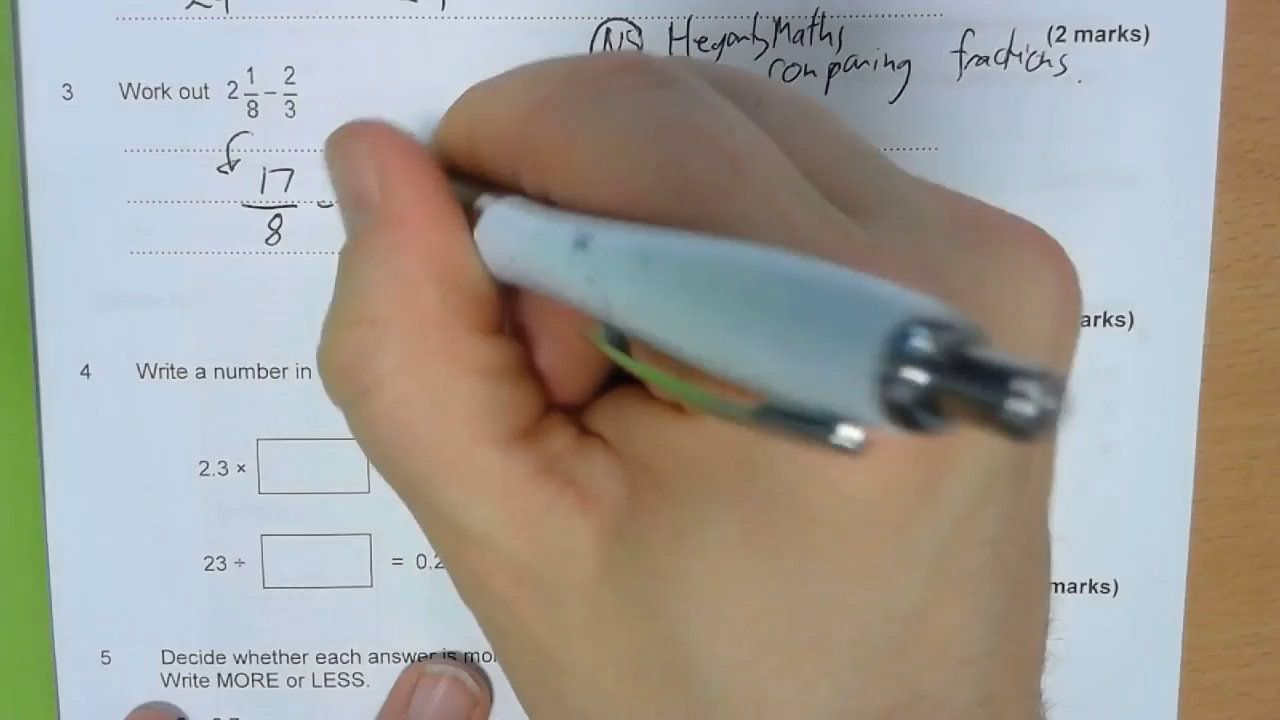 (NS) HegartyMaths (2 marks)
comparing fractions.
3 Work out 2 1/8 - 2/3
17/8 -
arks)
4 Write a number in
2.3 ×
23 ÷ = 0.2
marks)
5 Decide whether each answer is mor
Write MORE or LESS.